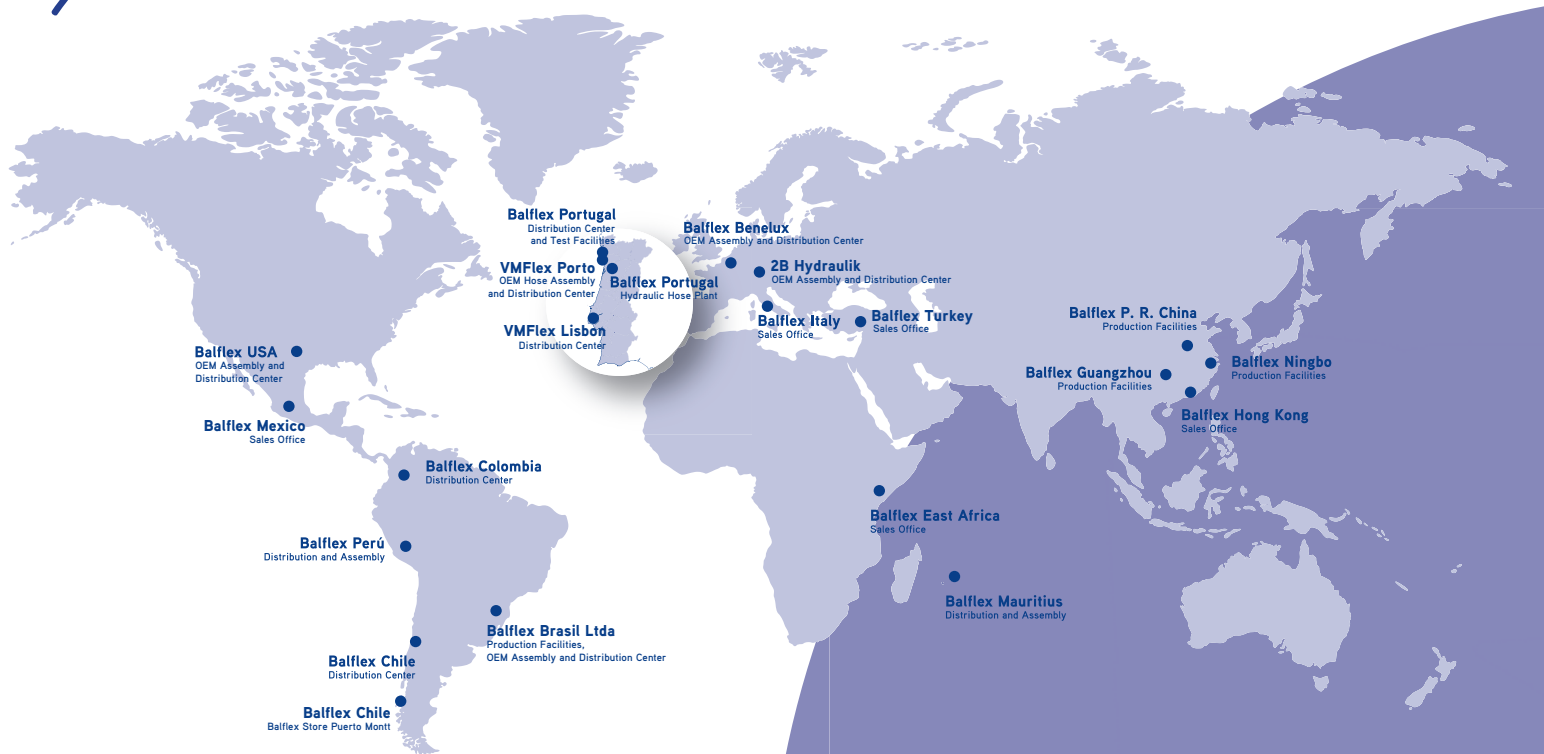 Balflex Portugal
Distribution Center
and Test Facilities
VMFlex Porto
OEM Hose Assembly
and Distribution Center
Balflex Portugal
Hydraulic Hose Plant
VMFlex Lisbon
Distribution Center
Balflex Benelux
OEM Assembly and Distribution Center
2B Hydraulik
OEM Assembly and Distribution Center
Balflex Italy
Sales Office
Balflex Turkey
Sales Office
Balflex P. R. China
Production Facilities
Balflex Ningbo
Production Facilities
Balflex Guangzhou
Production Facilities
Balflex Hong Kong
Sales Office
Balflex USA
OEM Assembly and
Distribution Center
Balflex Mexico
Sales Office
Balflex Colombia
Distribution Center
Balflex Perú
Distribution and Assembly
Balflex East Africa
Sales Office
Balflex Mauritius
Distribution and Assembly
Balflex Brasil Ltda
Production Facilities,
OEM Assembly and Distribution Center
Balflex Chile
Distribution Center
Balflex Chile
Balflex Store Puerto Montt